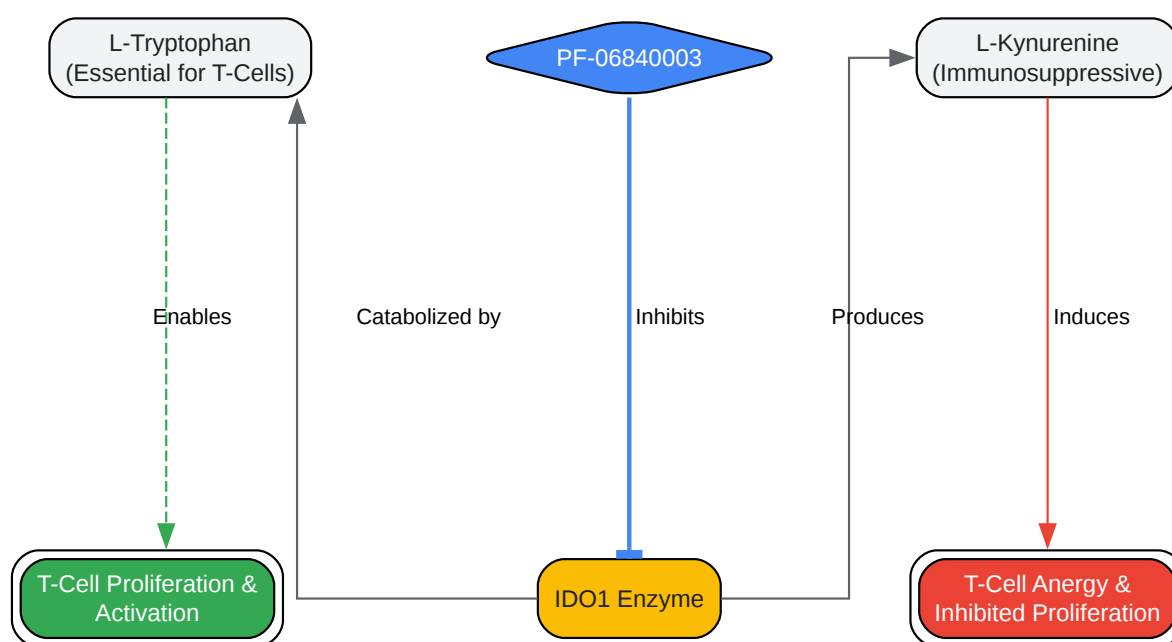 L-Tryptophan
(Essential for T-Cells)
PF-06840003
L-Kynurenine
(Immunosuppressive)
Enables
Catabolized by
Inhibits
Produces
Induces
T-Cell Proliferation &
Activation
IDO1 Enzyme
T-Cell Anergy &
Inhibited Proliferation